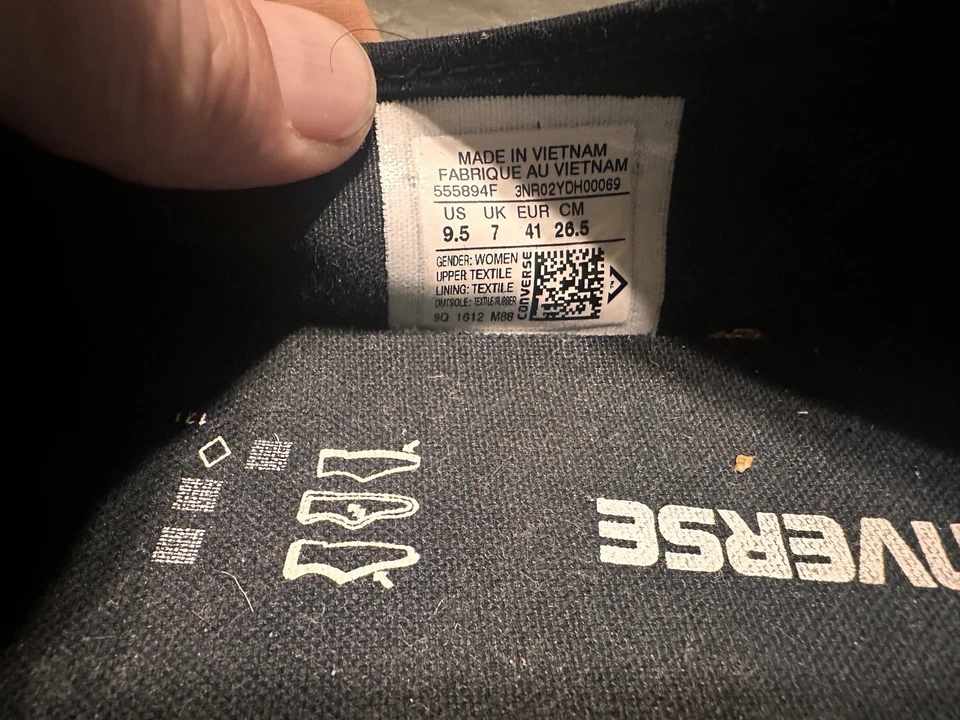 MADE IN VIETNAM
FABRIQUE AU VIETNAM
555894F 3NR02YDH00069
US UK EUR CM
9.5 7 41 26.5
GENDER: WOMEN
UPPER TEXTILE
LINING: TEXTILE
OUTSOLE: TEXTILE/RUBBER
9Q 1612 M88
CONVERSE
NVERSE